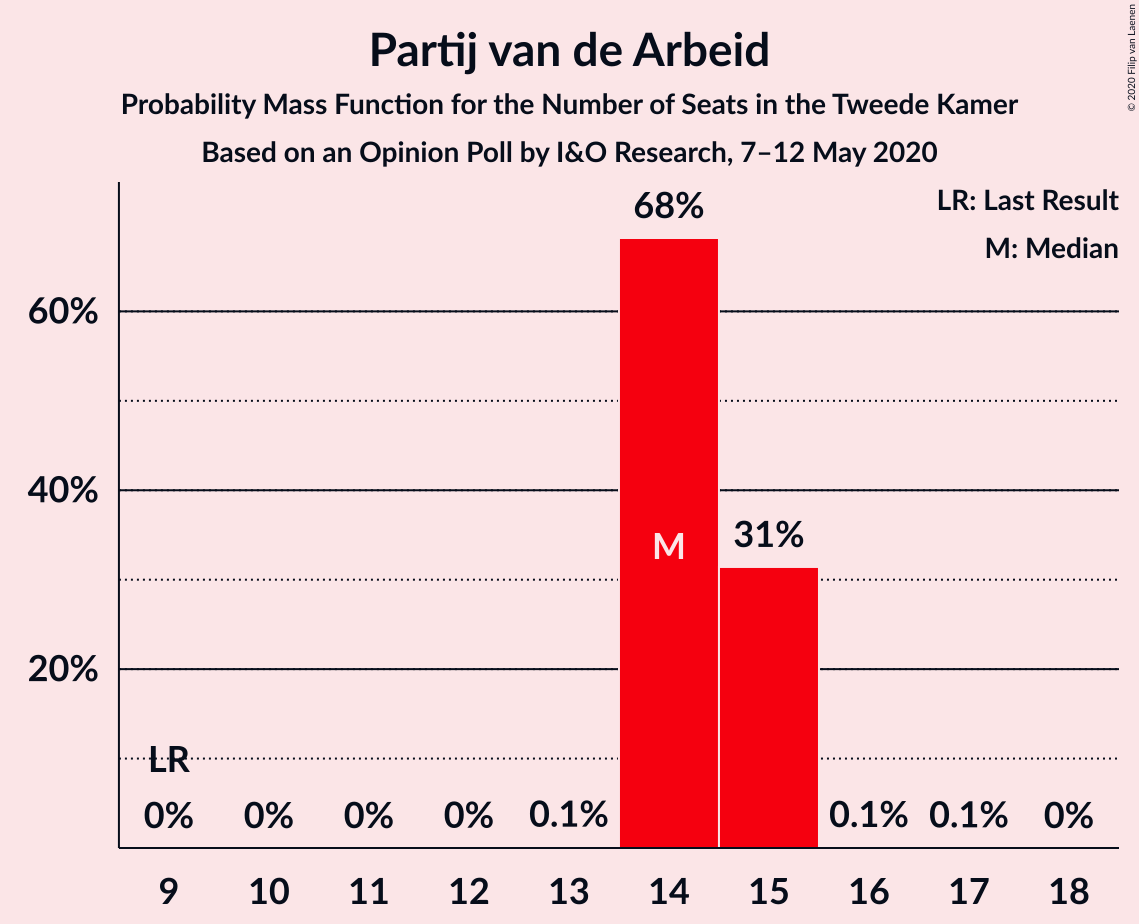 Partij van de Arbeid
Probability Mass Function for the Number of Seats in the Tweede Kamer
Based on an Opinion Poll by I&O Research, 7–12 May 2020
© 2020 Filip van Laenen
LR: Last Result
M: Median
68%
60%
40%
31%
M
20%
LR
0% 0% 0% 0% 0.1% 0.1% 0.1% 0%
9 10 11 12 13 14 15 16 17 18